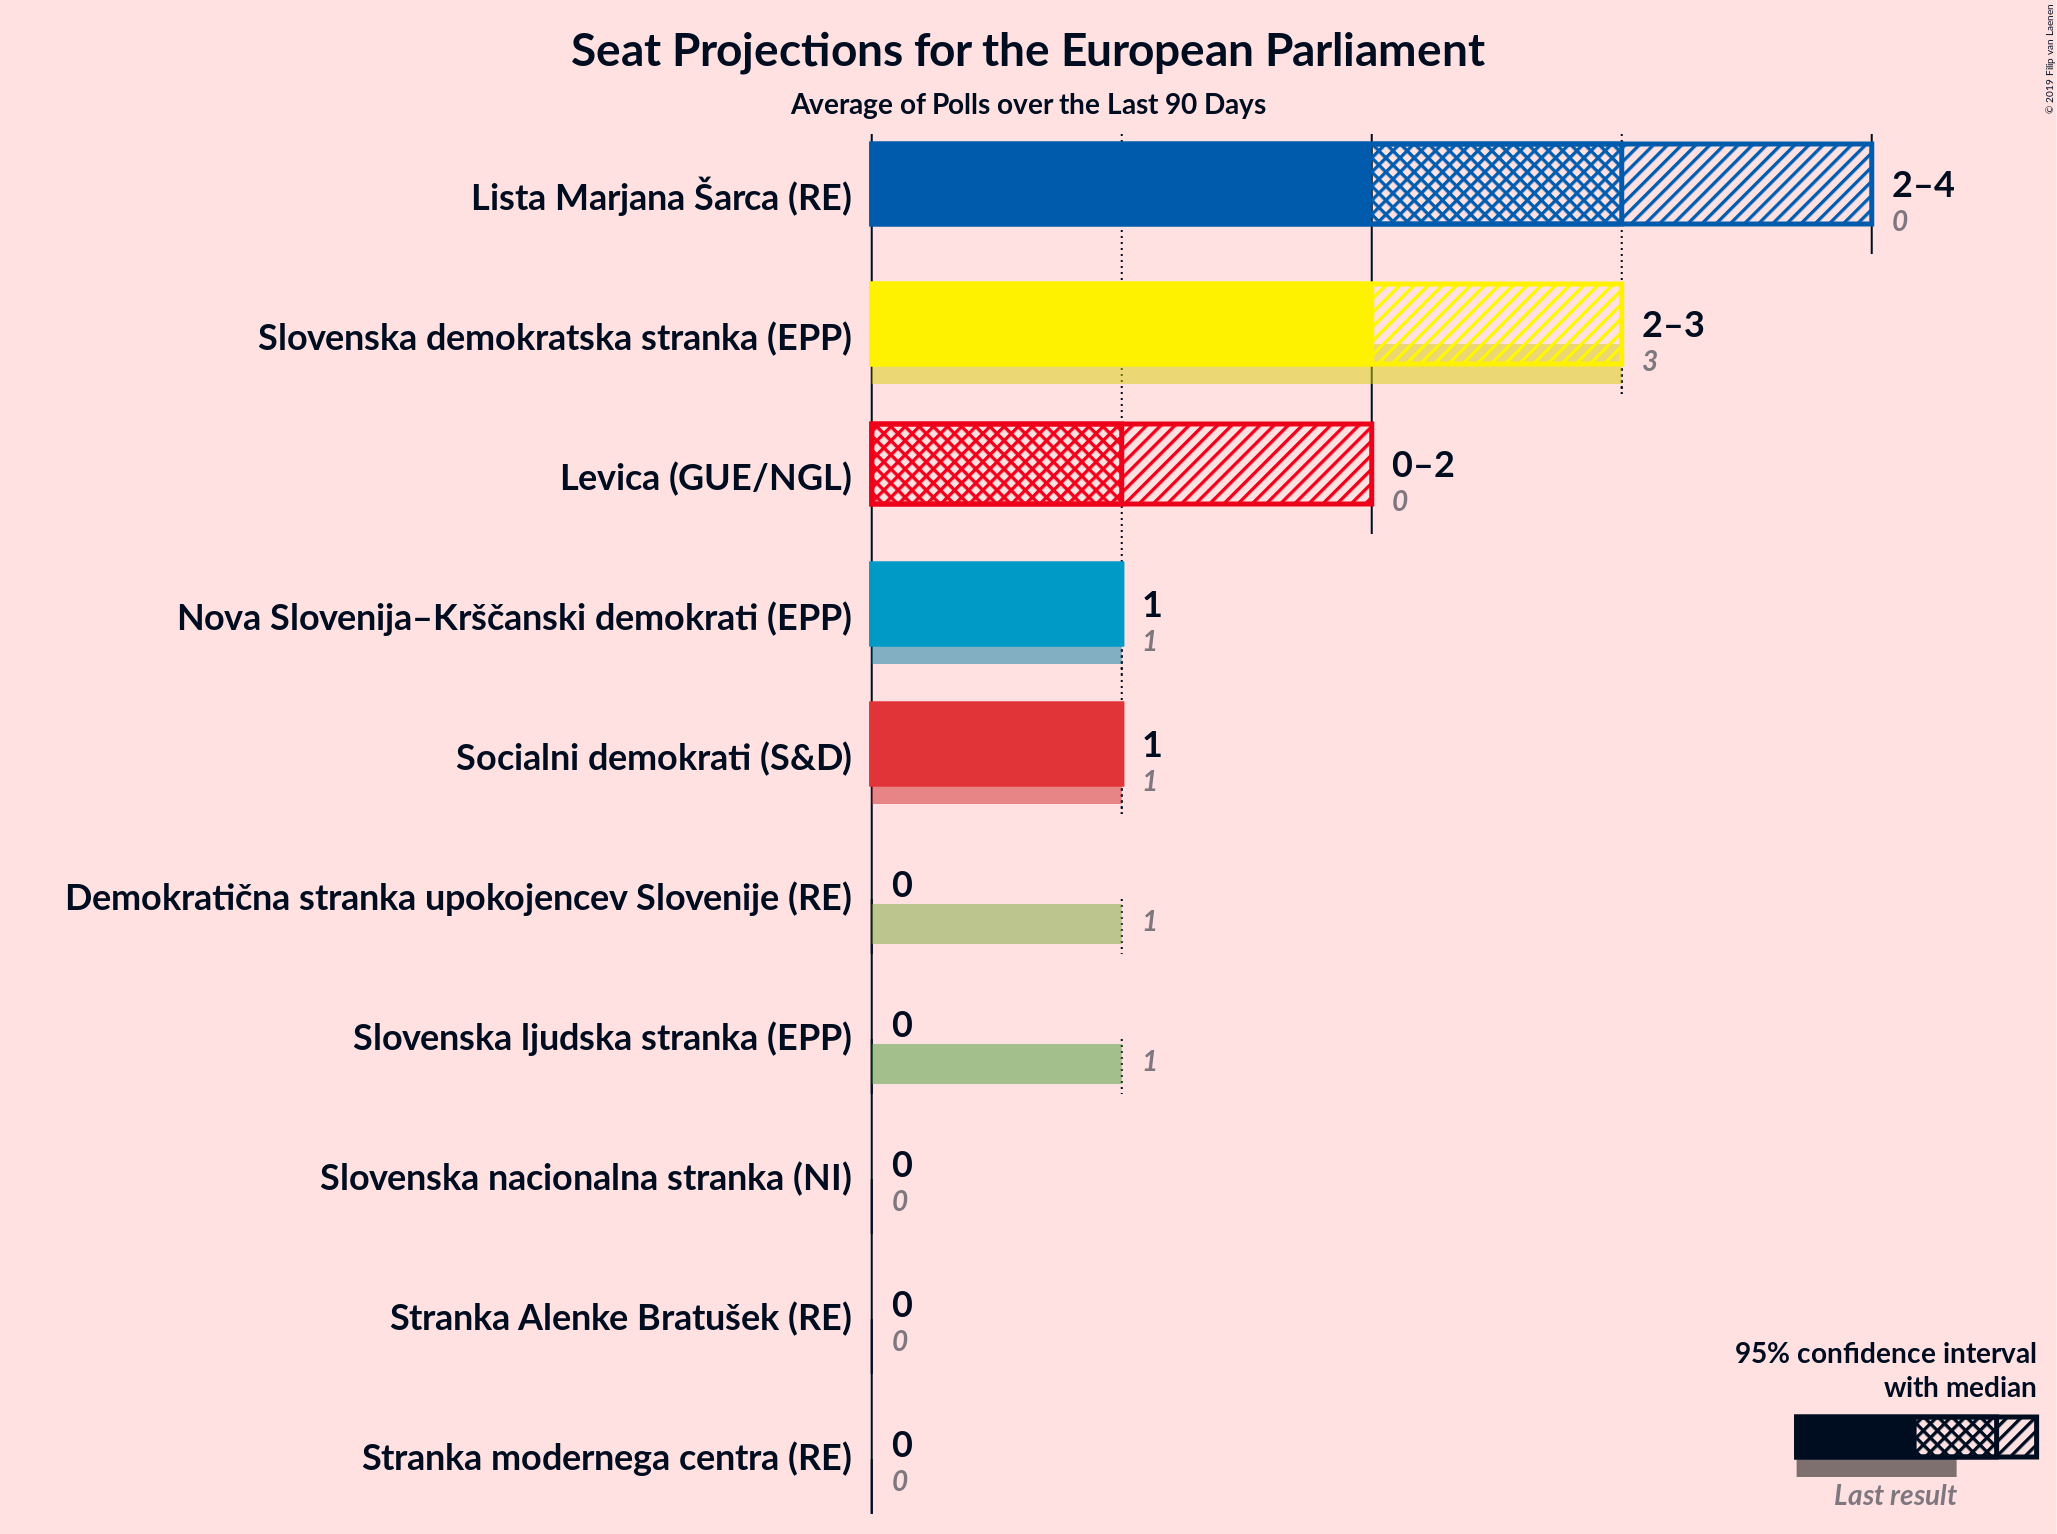 Seat Projections for the European Parliament
Average of Polls over the Last 90 Days
© 2019 Filip van Laenen
Lista Marjana Šarca (RE)
2–4
0
Slovenska demokratska stranka (EPP)
2–3
3
Levica (GUE/NGL)
0–2
0
Nova Slovenija–Krščanski demokrati (EPP)
1
1
Socialni demokrati (S&D)
1
1
Demokratična stranka upokojencev Slovenije (RE)
0
1
Slovenska ljudska stranka (EPP)
0
1
Slovenska nacionalna stranka (NI)
0
0
Stranka Alenke Bratušek (RE)
0
0
Stranka modernega centra (RE)
0
0
95% confidence interval
with median
Last result